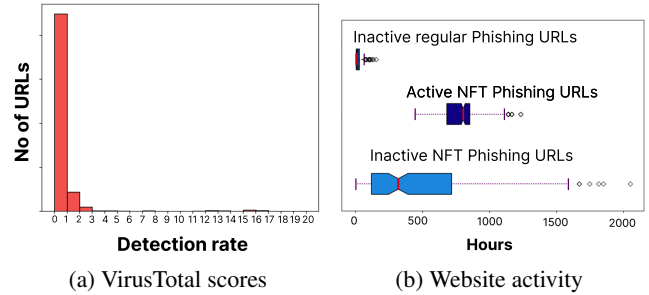 No of URLs
0 1 2 3 4 5 6 7 8 9 10 11 12 13 14 15 16 17 18 19 20
Detection rate
(a) VirusTotal scores
Inactive regular Phishing URLs
Active NFT Phishing URLs
Inactive NFT Phishing URLs
0 500 1000 1500 2000
Hours
(b) Website activity